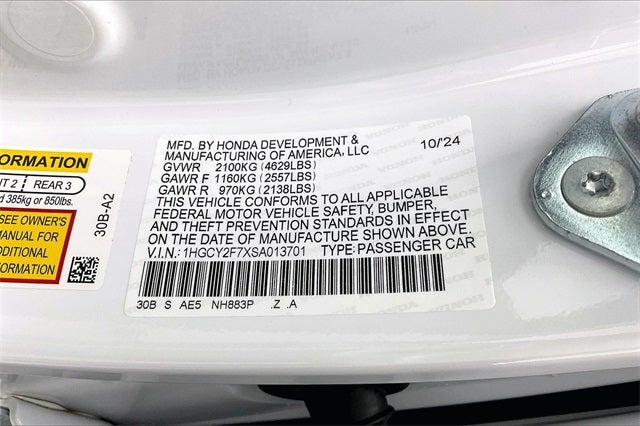 MFD. BY HONDA DEVELOPMENT & 10/24
MANUFACTURING OF AMERICA, LLC
GVWR 2100KG (4629LBS)
GAWR F 1160KG (2557LBS)
GAWR R 970KG (2138LBS)
THIS VEHICLE CONFORMS TO ALL APPLICABLE
FEDERAL MOTOR VEHICLE SAFETY, BUMPER,
AND THEFT PREVENTION STANDARDS IN EFFECT
ON THE DATE OF MANUFACTURE SHOWN ABOVE.
V.I.N.: 1HGCY2F7XSA013701 TYPE: PASSENGER CAR
30B S AE5 NH883P .Z .A
ORMATION
2 REAR 3
385kg or 850lbs.
SEE OWNER'S
MANUAL FOR
ADDITIONAL
FORMATION
30B-A2